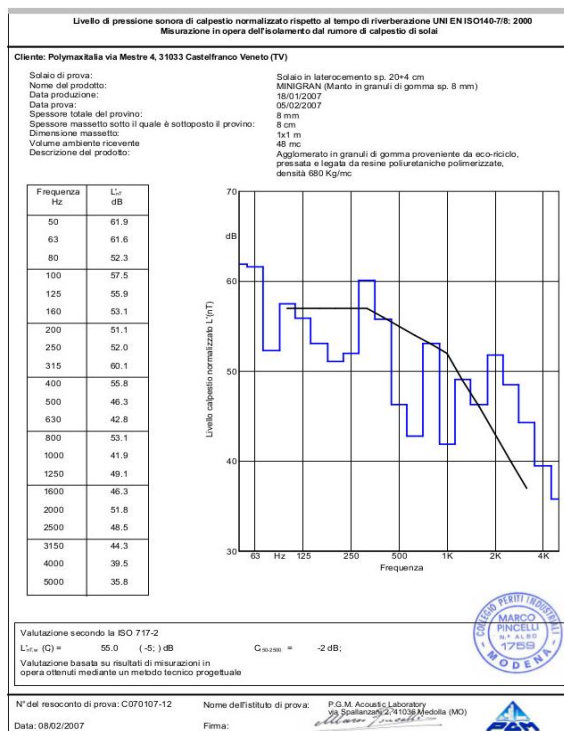 Livello di pressione sonora di calpestio normalizzato rispetto al tempo di riverberazione UNI EN ISO140-7/8: 2000
Misurazione in opera dell'isolamento dal rumore di calpestio di solai
Cliente: Polymaxitalia via Mestre 4, 31033 Castelfranco Veneto (TV)
Solaio di prova: Solaio in laterocemento sp. 20+4 cm
Nome del prodotto: MINIGRAN (Manto in granuli di gomma sp. 8 mm)
Data produzione: 18/01/2007
Data prova: 05/02/2007
Spessore totale del provino: 8 mm
Spessore massetto sotto il quale è sottoposto il provino: 8 cm
Dimensione massetto: 1x1 m
Volume ambiente ricevente 48 mc
Descrizione del prodotto: Agglomerato in granuli di gomma proveniente da eco-riciclo,
pressata e legata da resine poliuretaniche polimerizzate,
densità 680 Kg/mc
Frequenza L'nT
Hz dB
50 61.9
63 61.6
80 52.3
100 57.5
125 55.9
160 53.1
200 51.1
250 52.0
315 60.1
400 55.8
500 46.3
630 42.8
800 53.1
1000 41.9
1250 49.1
1600 46.3
2000 51.8
2500 48.5
3150 44.3
4000 39.5
5000 35.8
70
dB
60
50
40
30
Livello calpestio normalizzato L'(nT)
63 Hz 125 250 500 1K 2K 4K
Frequenza
COLLEGIO PERITI INDUSTRIALI
MARCO
PINCELLI
N.° ALBO
1759
MODENA
Valutazione secondo la ISO 717-2
L'nT,w (C) = 55.0 ( -5; ) dB C50-2500 = -2 dB;
Valutazione basata su risultati di misurazioni in
opera ottenuti mediante un metodo tecnico progettuale
N° del resoconto di prova: C070107-12 Nome dell'istituto di prova: P.G.M. Acoustic Laboratory
via Spallanzani, 2, 41036 Medolla (MO)
Data: 08/02/2007 Firma:
PGM